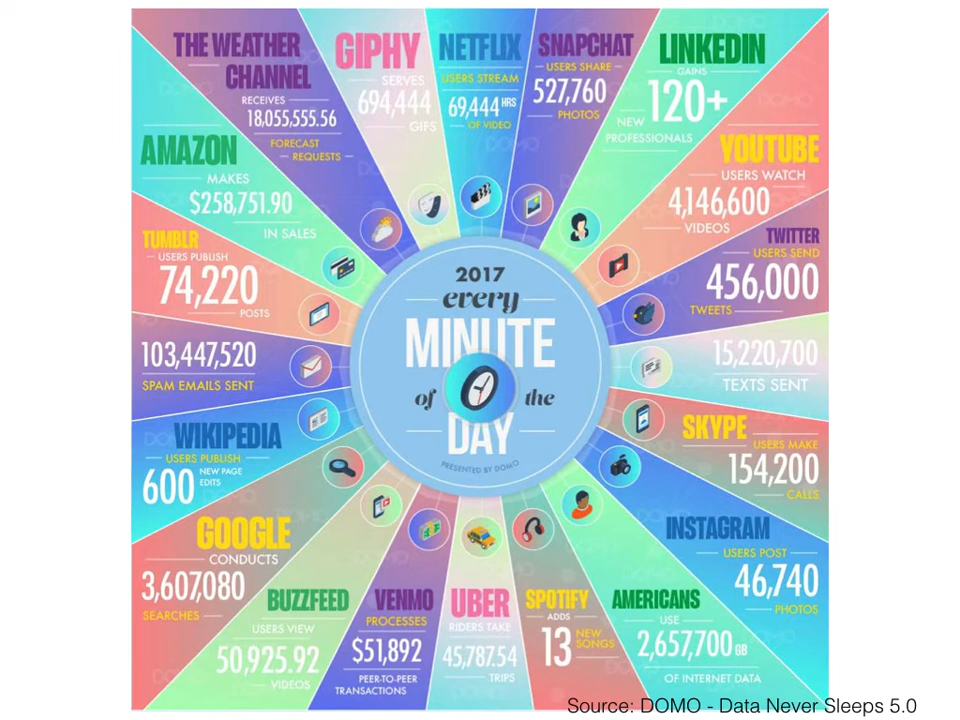 THE WEATHER
CHANNEL
RECEIVES
18,055,555.56
FORECAST
REQUESTS
GIPHY
SERVES
694,444
GIFS
NETFLIX
USERS STREAM
69,444 HRS
OF VIDEO
SNAPCHAT
USERS SHARE
527,760
PHOTOS
LINKEDIN
GAINS
120+
NEW
PROFESSIONALS
YOUTUBE
USERS WATCH
4,146,600
VIDEOS
TWITTER
USERS SEND
456,000
TWEETS
15,220,700
TEXTS SENT
SKYPE
USERS MAKE
154,200
CALLS
INSTAGRAM
USERS POST
46,740
PHOTOS
AMERICANS
USE
2,657,700 GB
OF INTERNET DATA
SPOTIFY
ADDS
13 NEW
SONGS
UBER
RIDERS TAKE
45,787.54
TRIPS
VENMO
PROCESSES
$51,892
PEER-TO-PEER
TRANSACTIONS
BUZZFEED
USERS VIEW
50,925.92
VIDEOS
GOOGLE
CONDUCTS
3,607,080
SEARCHES
WIKIPEDIA
USERS PUBLISH
600 NEW PAGE
EDITS
103,447,520
SPAM EMAILS SENT
TUMBLR
USERS PUBLISH
74,220
POSTS
AMAZON
MAKES
$258,751.90
IN SALES
2017
every
MINUTE
of the
DAY
PRESENTED BY DOMO
Source: DOMO - Data Never Sleeps 5.0